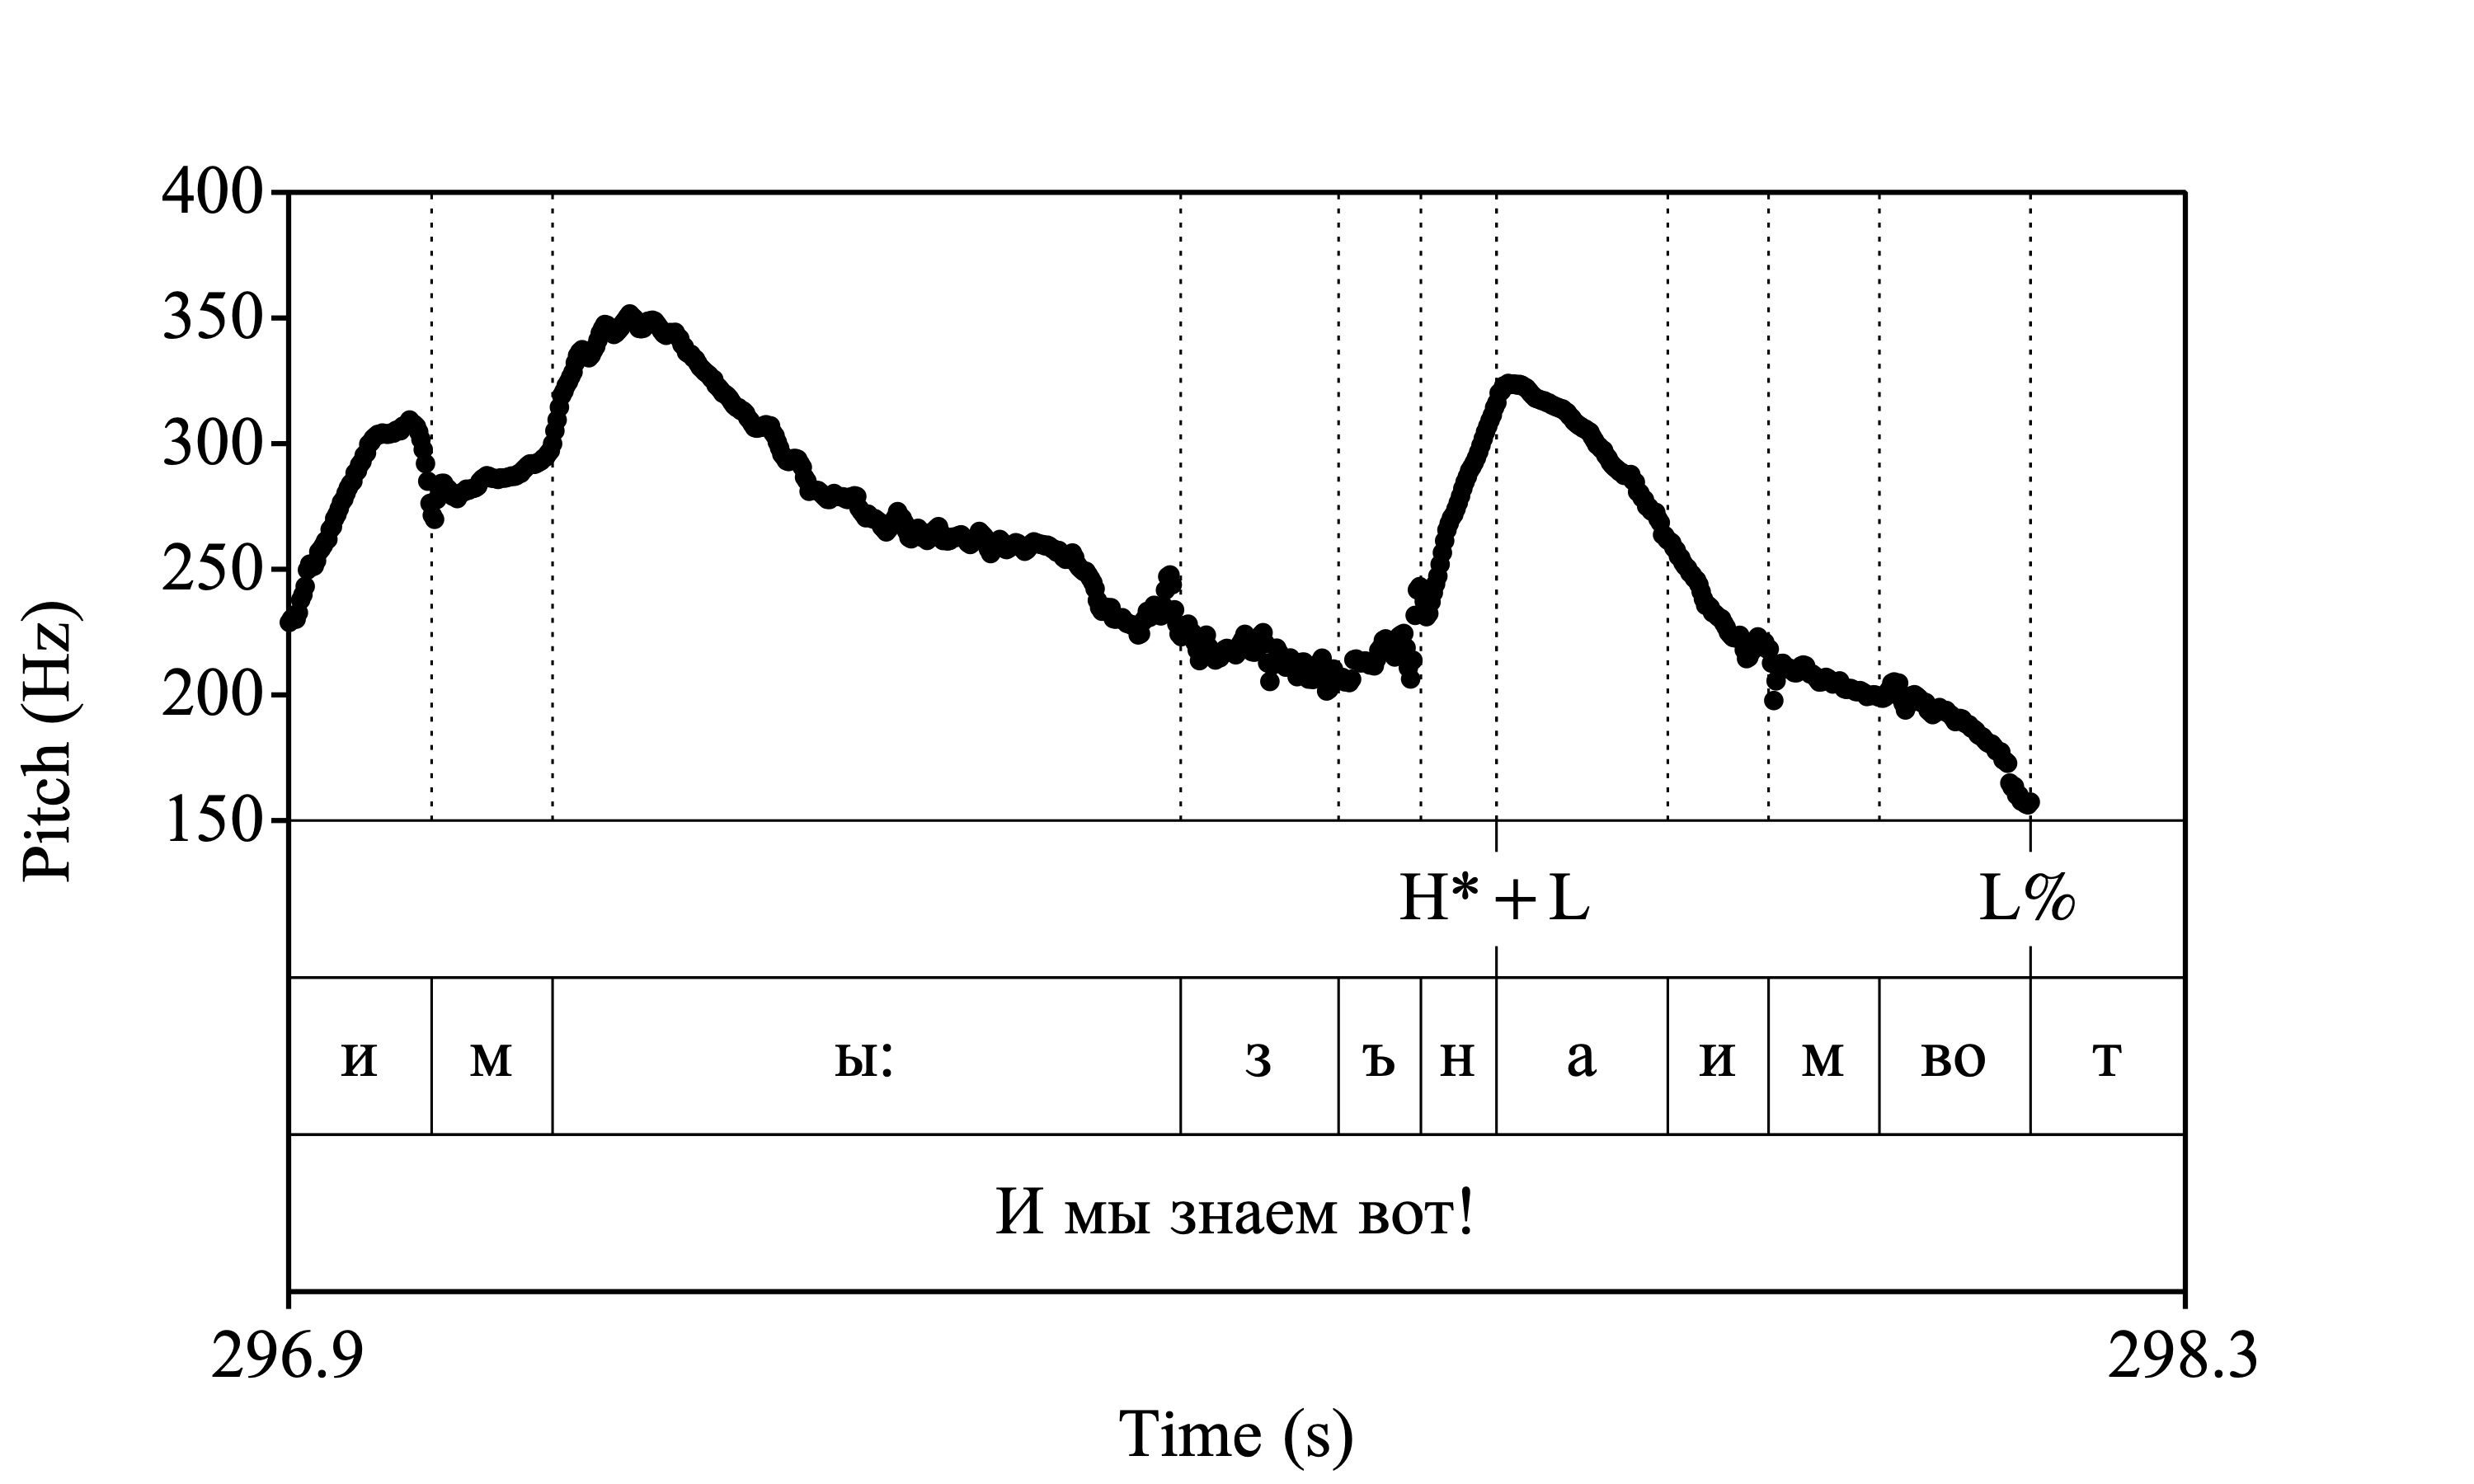 400
350
300
250
200
150
Pitch (Hz)
H*+L L%
и м ы: з ъ н а и м во т
И мы знаем вот!
296.9 298.3
Time (s)